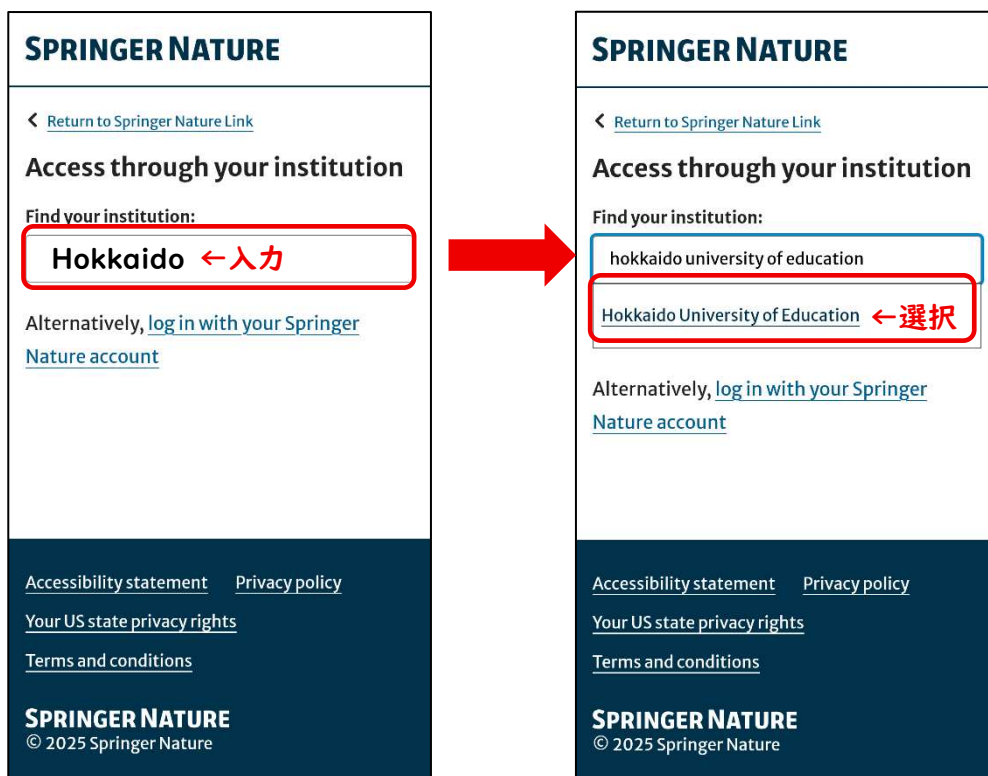 SPRINGER NATURE
Return to Springer Nature Link
Access through your institution
Find your institution:
Hokkaido ←入力
Alternatively, log in with your Springer
Nature account
Accessibility statement Privacy policy
Your US state privacy rights
Terms and conditions
SPRINGER NATURE
© 2025 Springer Nature
SPRINGER NATURE
Return to Springer Nature Link
Access through your institution
Find your institution:
hokkaido university of education
Hokkaido University of Education ←選択
Alternatively, log in with your Springer
Nature account
Accessibility statement Privacy policy
Your US state privacy rights
Terms and conditions
SPRINGER NATURE
© 2025 Springer Nature